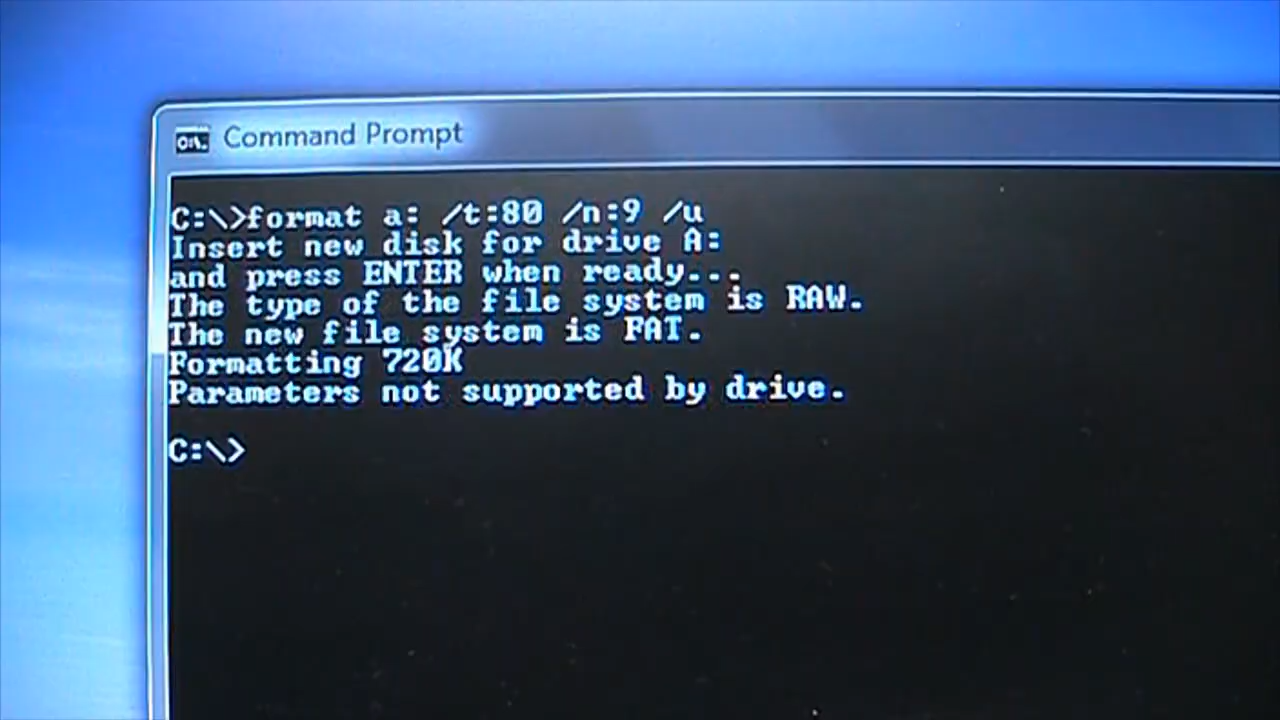 C:\.
Command Prompt
C:\>format a: /t:80 /n:9 /u
Insert new disk for drive A:
and press ENTER when ready...
The type of the file system is RAW.
The new file system is FAT.
Formatting 720K
Parameters not supported by drive.
C:\>